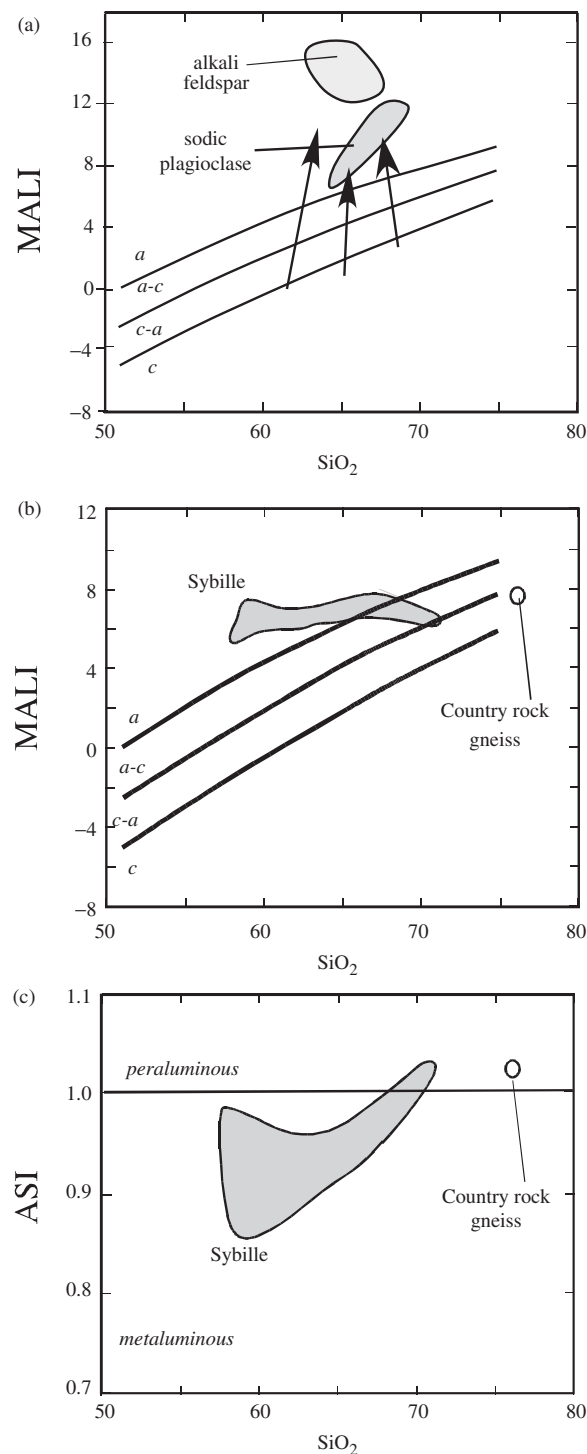 (a)
16
12
8
4
0
−4
−8
MALI
alkali
feldspar
sodic
plagioclase
a
a-c
c-a
c
50
60
70
80
SiO2
(b)
12
8
4
0
−4
−8
MALI
Sybille
a
a-c
c-a
c
Country rock
gneiss
50
60
70
80
SiO2
(c)
1.1
1.0
0.9
0.8
0.7
ASI
peraluminous
Country rock
gneiss
Sybille
metaluminous
50
60
70
80
SiO2